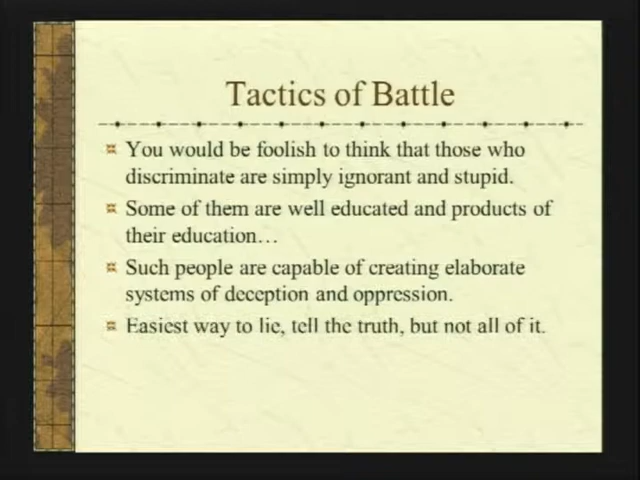 Tactics of Battle
You would be foolish to think that those who
discriminate are simply ignorant and stupid.
Some of them are well educated and products of
their education…
Such people are capable of creating elaborate
systems of deception and oppression.
Easiest way to lie, tell the truth, but not all of it.